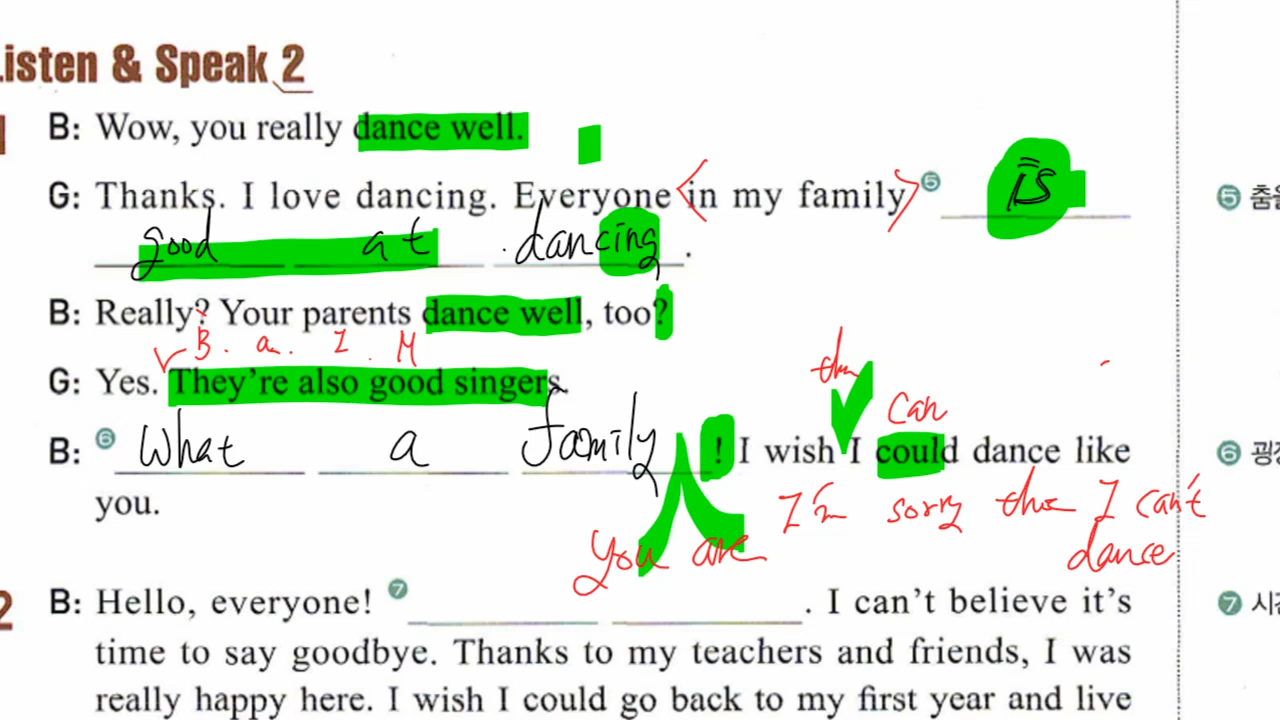 Listen & Speak 2
1 B: Wow, you really dance well.
G: Thanks. I love dancing. Everyone <in my family> ⑤ is
good at dancing.
⑤ 춤을
B: Really? Your parents dance well, too?
B. a. I. M
G: Yes. They're also good singers.
can
B: ⑥ What a family! I wish I could dance like
⑥ 굉장
you.
I'm sorry I can't
you are
dance
2 B: Hello, everyone! ⑦ . I can't believe it's
⑦ 시간
time to say goodbye. Thanks to my teachers and friends, I was
really happy here. I wish I could go back to my first year and live